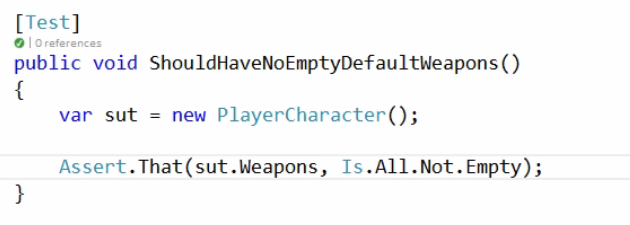 [Test]
| 0 references
public void ShouldHaveNoEmptyDefaultWeapons()
{
var sut = new PlayerCharacter();
Assert.That(sut.Weapons, Is.All.Not.Empty);
}